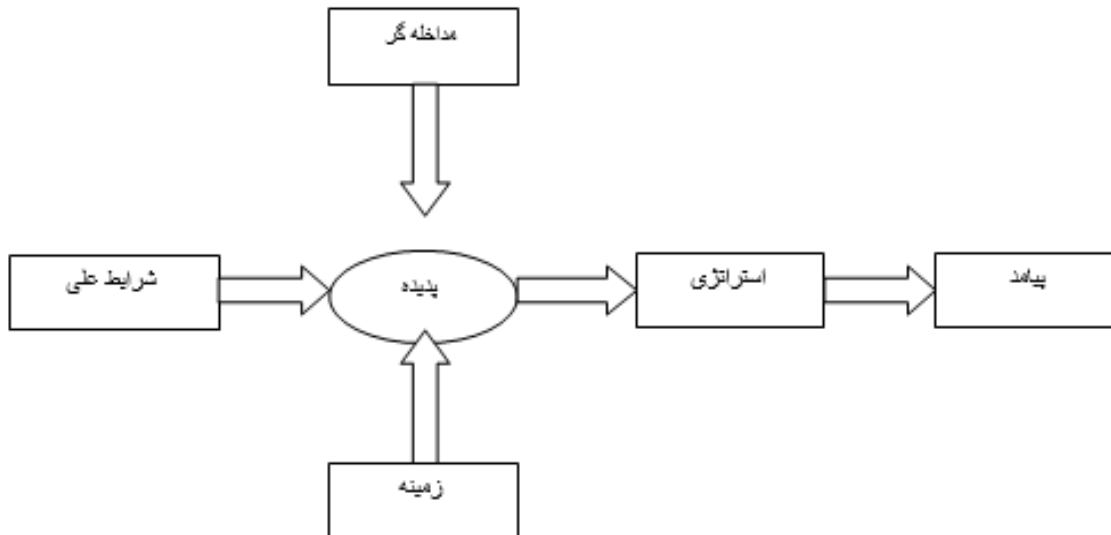 مداخله گر
شرایط علی
پدیده
استراتژی
پیامد
زمینه